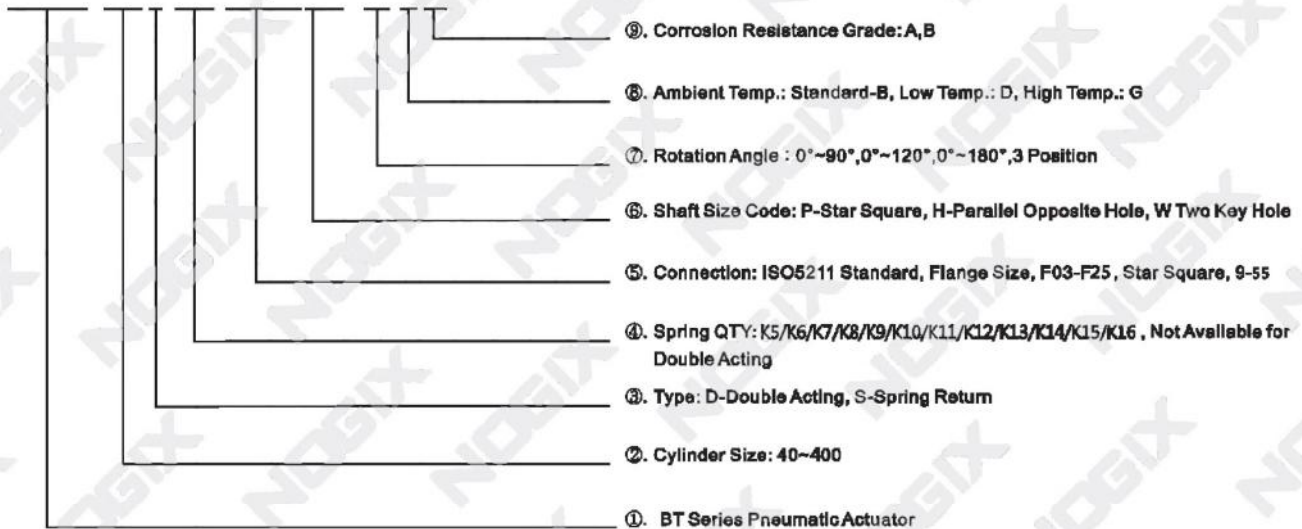 ⑨. Corrosion Resistance Grade:A,B
⑧. Ambient Temp.: Standard-B, Low Temp.: D, High Temp.: G
⑦. Rotation Angle : 0°~90°,0°~120°,0°~180°,3 Position
⑥. Shaft Size Code: P-Star Square, H-Parallel Opposite Hole, W Two Key Hole
⑤. Connection: ISO5211 Standard, Flange Size, F03-F25, Star Square, 9-55
④. Spring QTY: K5/K6/K7/K8/K9/K10/K11/K12/K13/K14/K15/K16 , Not Available for
Double Acting
③. Type: D-Double Acting, S-Spring Return
②. Cylinder Size: 40~400
①. BT Series Pneumatic Actuator
NOGIX